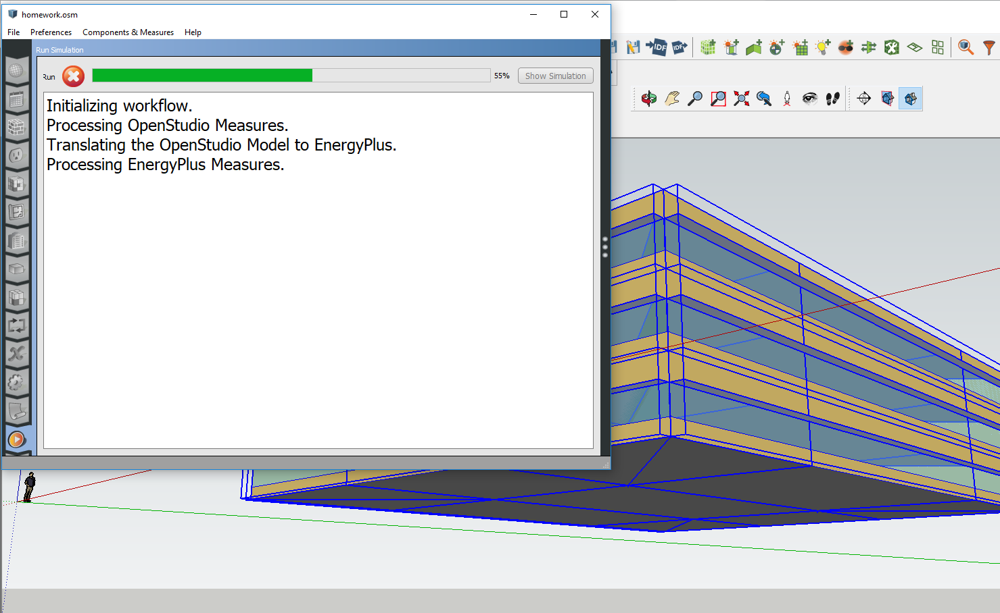 homework.osm
File Preferences Components & Measures Help
Run Simulation
Run 55% Show Simulation
Initializing workflow.
Processing OpenStudio Measures.
Translating the OpenStudio Model to EnergyPlus.
Processing EnergyPlus Measures.
IDF IDF